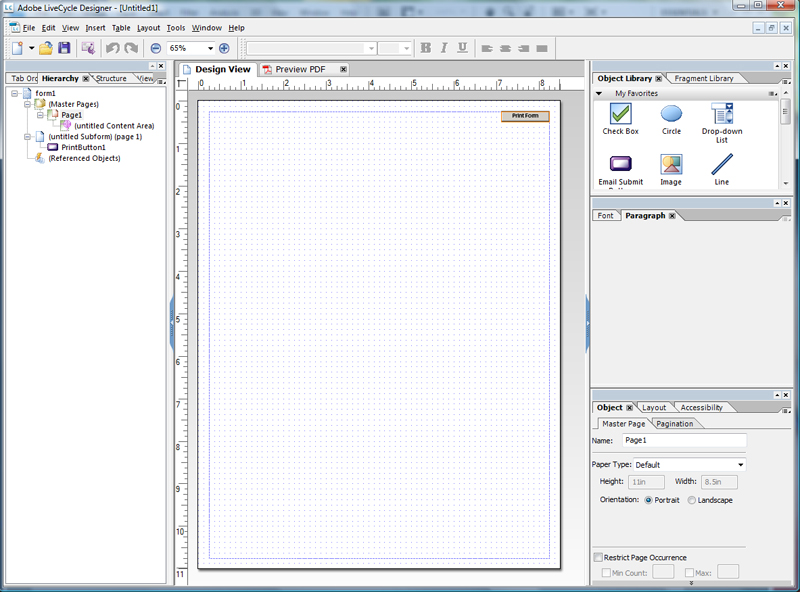 LC Adobe LiveCycle Designer - [Untitled1]
File Edit View Insert Table Layout Tools Window Help
65% B I U
Tab Ord Hierarchy Structure View
form1
(Master Pages)
Page1
(untitled Content Area)
(untitled Subform) (page 1)
PrintButton1
(Referenced Objects)
Design View Preview PDF
0 1 2 3 4 5 6 7 8
0
1
2
3
4
5
6
7
8
9
10
11
Print Form
Object Library Fragment Library
My Favorites
Check Box Circle Drop-down
List
Email Submit Image Line
Font Paragraph
Object Layout Accessibility
Master Page Pagination
Name: Page1
Paper Type: Default
Height: 11in Width: 8.5in
Orientation: Portrait Landscape
Restrict Page Occurrence
Min Count: Max: